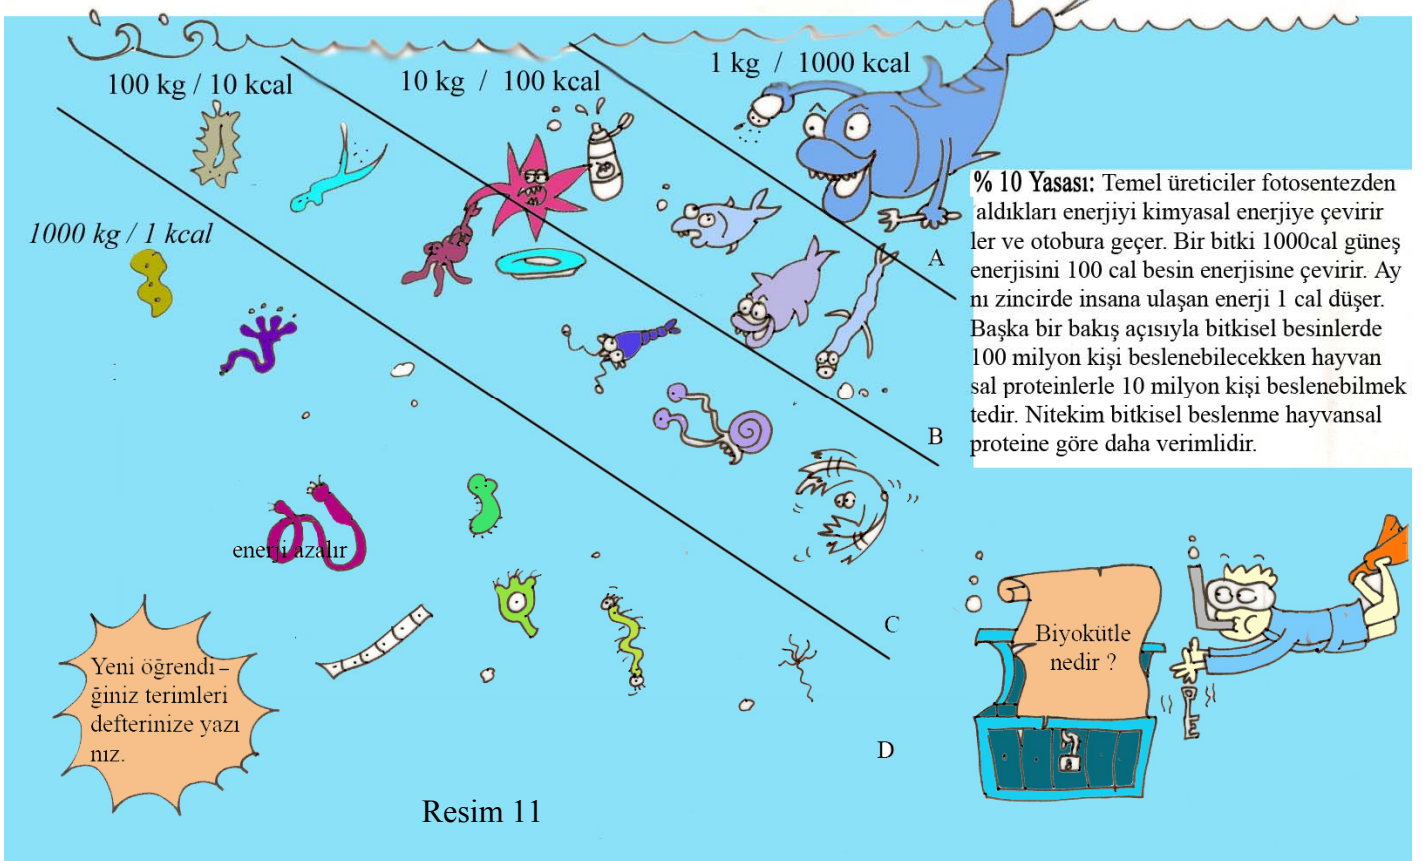 100 kg / 10 kcal
10 kg / 100 kcal
1 kg / 1000 kcal
1000 kg / 1 kcal
% 10 Yasası: Temel üreticiler fotosentezden
aldıkları enerjiyi kimyasal enerjiye çevirir
ler ve otobura geçer. Bir bitki 1000cal güneş
enerjisini 100 cal besin enerjisine çevirir. Ay
nı zincirde insana ulaşan enerji 1 cal düşer.
Başka bir bakış açısıyla bitkisel besinlerde
100 milyon kişi beslenebilecekken hayvan
sal proteinlerle 10 milyon kişi beslenebilmek
tedir. Nitekim bitkisel beslenme hayvansal
proteine göre daha verimlidir.
A
B
C
D
enerji azalır
Yeni öğrendi –
ğiniz terimleri
defterinize yazı
nız.
Biyokütle
nedir ?
Resim 11